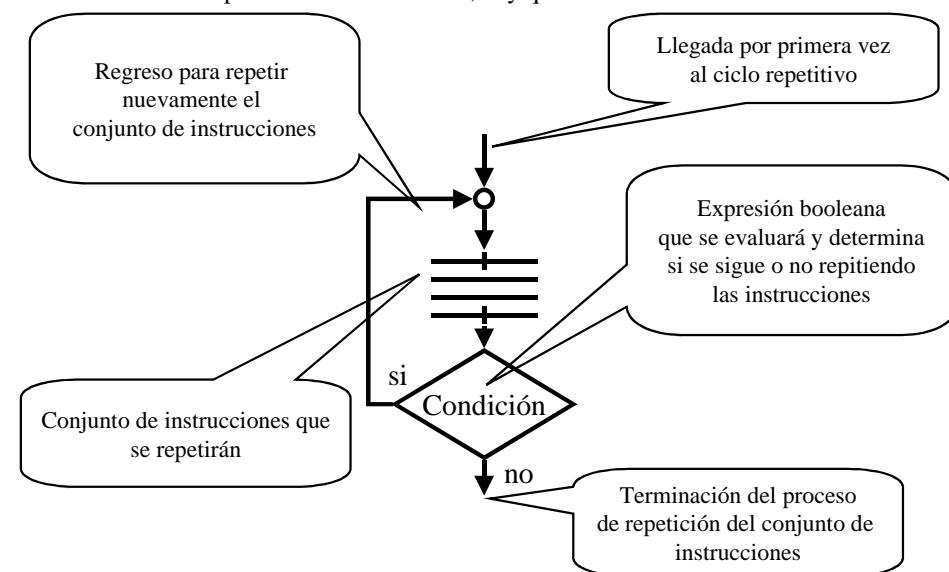 Regreso para repetir
nuevamente el
conjunto de instrucciones
Llegada por primera vez
al ciclo repetitivo
Expresión booleana
que se evaluará y determina
si se sigue o no repitiendo
las instrucciones
si
Condición
Conjunto de instrucciones que
se repetirán
no
Terminación del proceso
de repetición del conjunto de
instrucciones